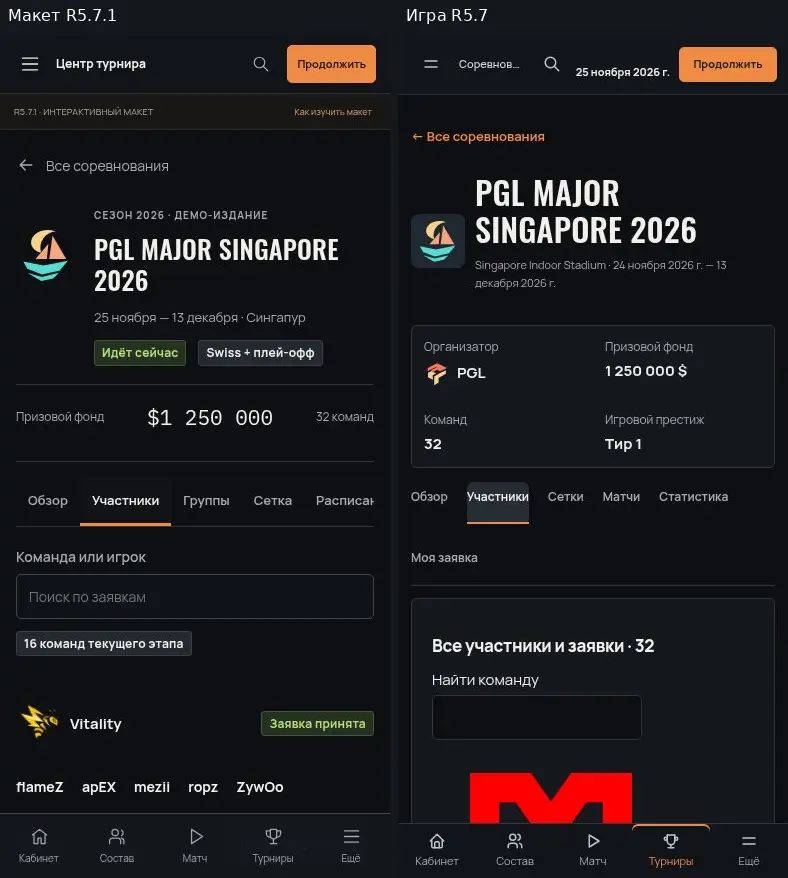 Макет R5.7.1
Центр турнира
Продолжить
R5.7.1 · ИНТЕРАКТИВНЫЙ МАКЕТ
Как изучить макет
← Все соревнования
СЕЗОН 2026 · ДЕМО-ИЗДАНИЕ
PGL MAJOR SINGAPORE
2026
25 ноября — 13 декабря · Сингапур
Идёт сейчас
Swiss + плей-офф
Призовой фонд
$1 250 000
32 команд
Обзор
Участники
Группы
Сетка
Расписан
Команда или игрок
Поиск по заявкам
16 команд текущего этапа
Vitality
Заявка принята
flameZ apEX mezii ropz ZywOo
Кабинет
Состав
Матч
Турниры
Ещё
Игра R5.7
Соревнов...
25 ноября 2026 г.
Продолжить
← Все соревнования
PGL MAJOR
SINGAPORE 2026
Singapore Indoor Stadium · 24 ноября 2026 г. — 13
декабря 2026 г.
Организатор
PGL
Призовой фонд
1 250 000 $
Команд
32
Игровой престиж
Тир 1
Обзор
Участники
Сетки
Матчи
Статистика
Моя заявка
Все участники и заявки · 32
Найти команду
Кабинет
Состав
Матч
Турниры
Ещё